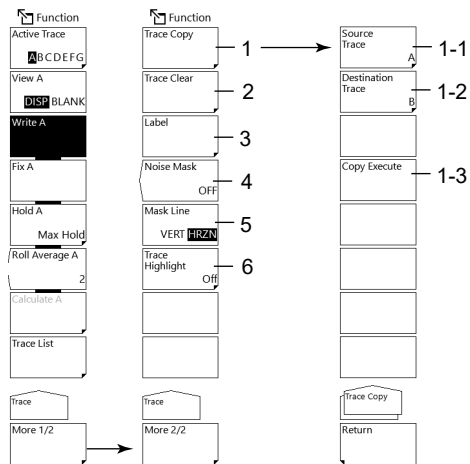 Function
Active Trace
ABCDEFG
View A
DISP BLANK
Write A
Fix A
Hold A
Max Hold
Roll Average A
2
Calculate A
Trace List
Trace
More 1/2
Function
Trace Copy
1
Trace Clear
2
Label
3
Noise Mask
OFF
4
Mask Line
VERT HRZN
5
Trace
Highlight
Off
6
Trace
More 2/2
Source
Trace
A
1-1
Destination
Trace
B
1-2
Copy Execute
1-3
Trace Copy
Return